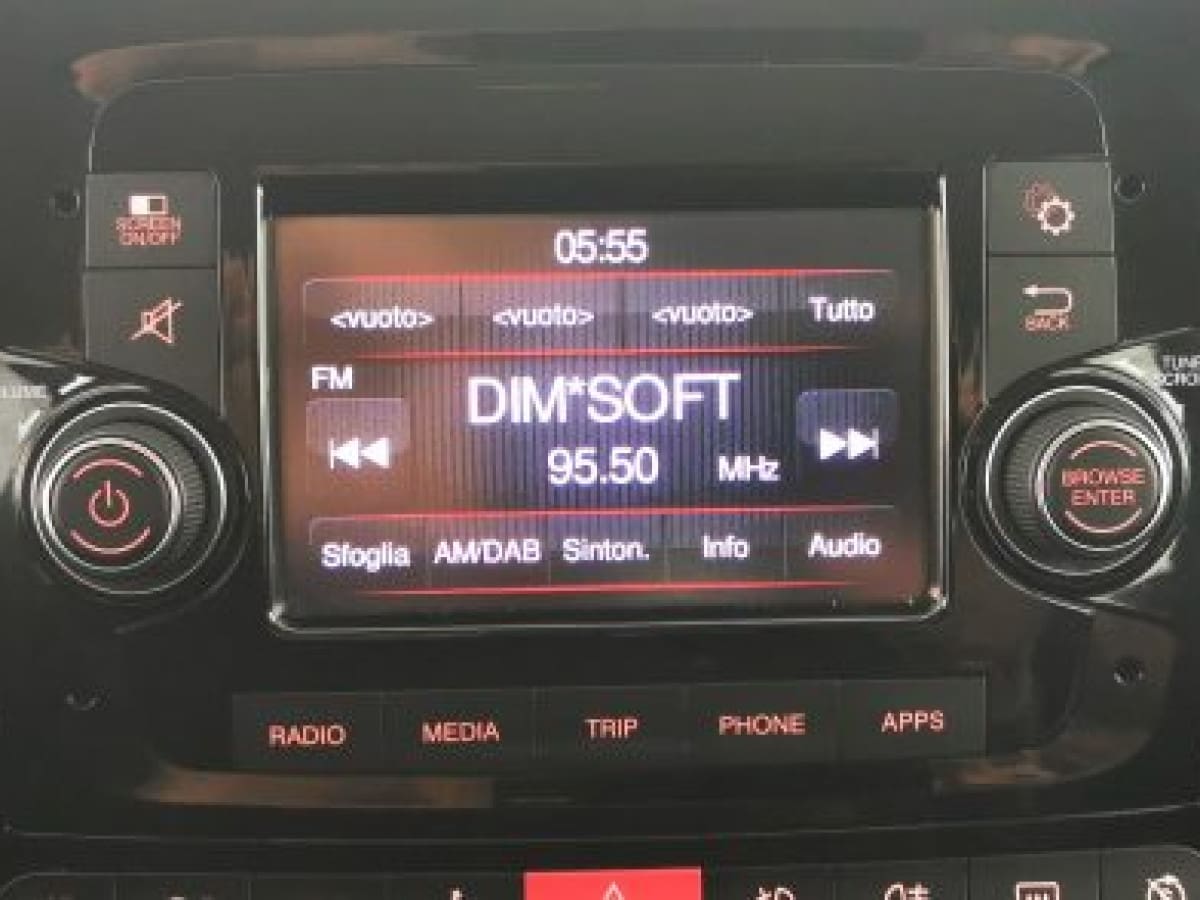 05:55
SCREEN
ON/OFF
<vuoto> <vuoto> <vuoto> Tutto
BACK
FM
DIM*SOFT
95.50 MHz
BROWSE
ENTER
Sfoglia AM/DAB Sinton. Info Audio
RADIO MEDIA TRIP PHONE APPS